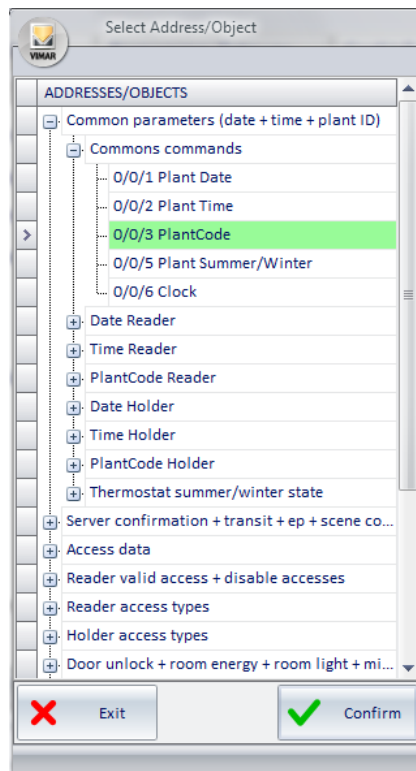 Select Address/Object
VIMAR
ADDRESSES/OBJECTS
Common parameters (date + time + plant ID)
Commons commands
0/0/1 Plant Date
0/0/2 Plant Time
0/0/3 PlantCode
0/0/5 Plant Summer/Winter
0/0/6 Clock
Date Reader
Time Reader
PlantCode Reader
Date Holder
Time Holder
PlantCode Holder
Thermostat summer/winter state
Server confirmation + transit + ep + scene co...
Access data
Reader valid access + disable accesses
Reader access types
Holder access types
Door unlock + room energy + room light + mi...
Exit
Confirm